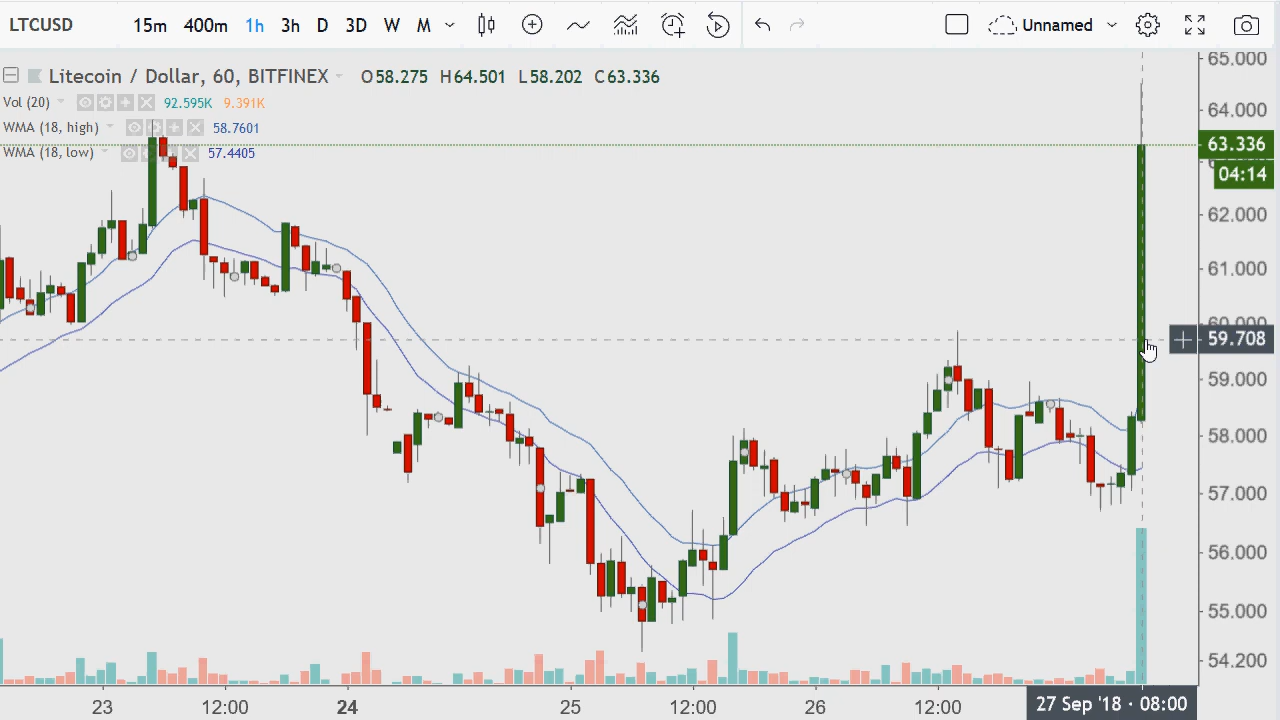 LTCUSD 15m 400m 1h 3h D 3D W M Unnamed
Litecoin / Dollar, 60, BITFINEX O58.275 H64.501 L58.202 C63.336
Vol (20) 92.595K 9.391K
WMA (18, high) 58.7601
WMA (18, low) 57.4405
65.000
64.000
63.336
04:14
62.000
61.000
60.000
59.708
59.000
58.000
57.000
56.000
55.000
54.200
23 12:00 24 25 12:00 26 12:00 27 Sep '18 · 08:00